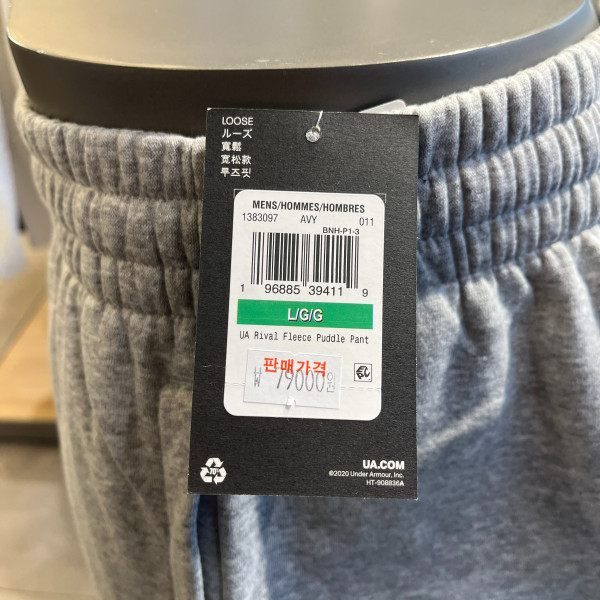 LOOSE
ルーズ
寬鬆
宽松款
루즈핏
MENS/HOMMES/HOMBRES
1383097 AVY 011
BNH-P1-3
1 96885 39411 9
L/G/G
UA Rival Fleece Puddle Pant
판매가격
₩ 79000원
70%
UA.COM
©2020 Under Armour, Inc.
HT-908836A